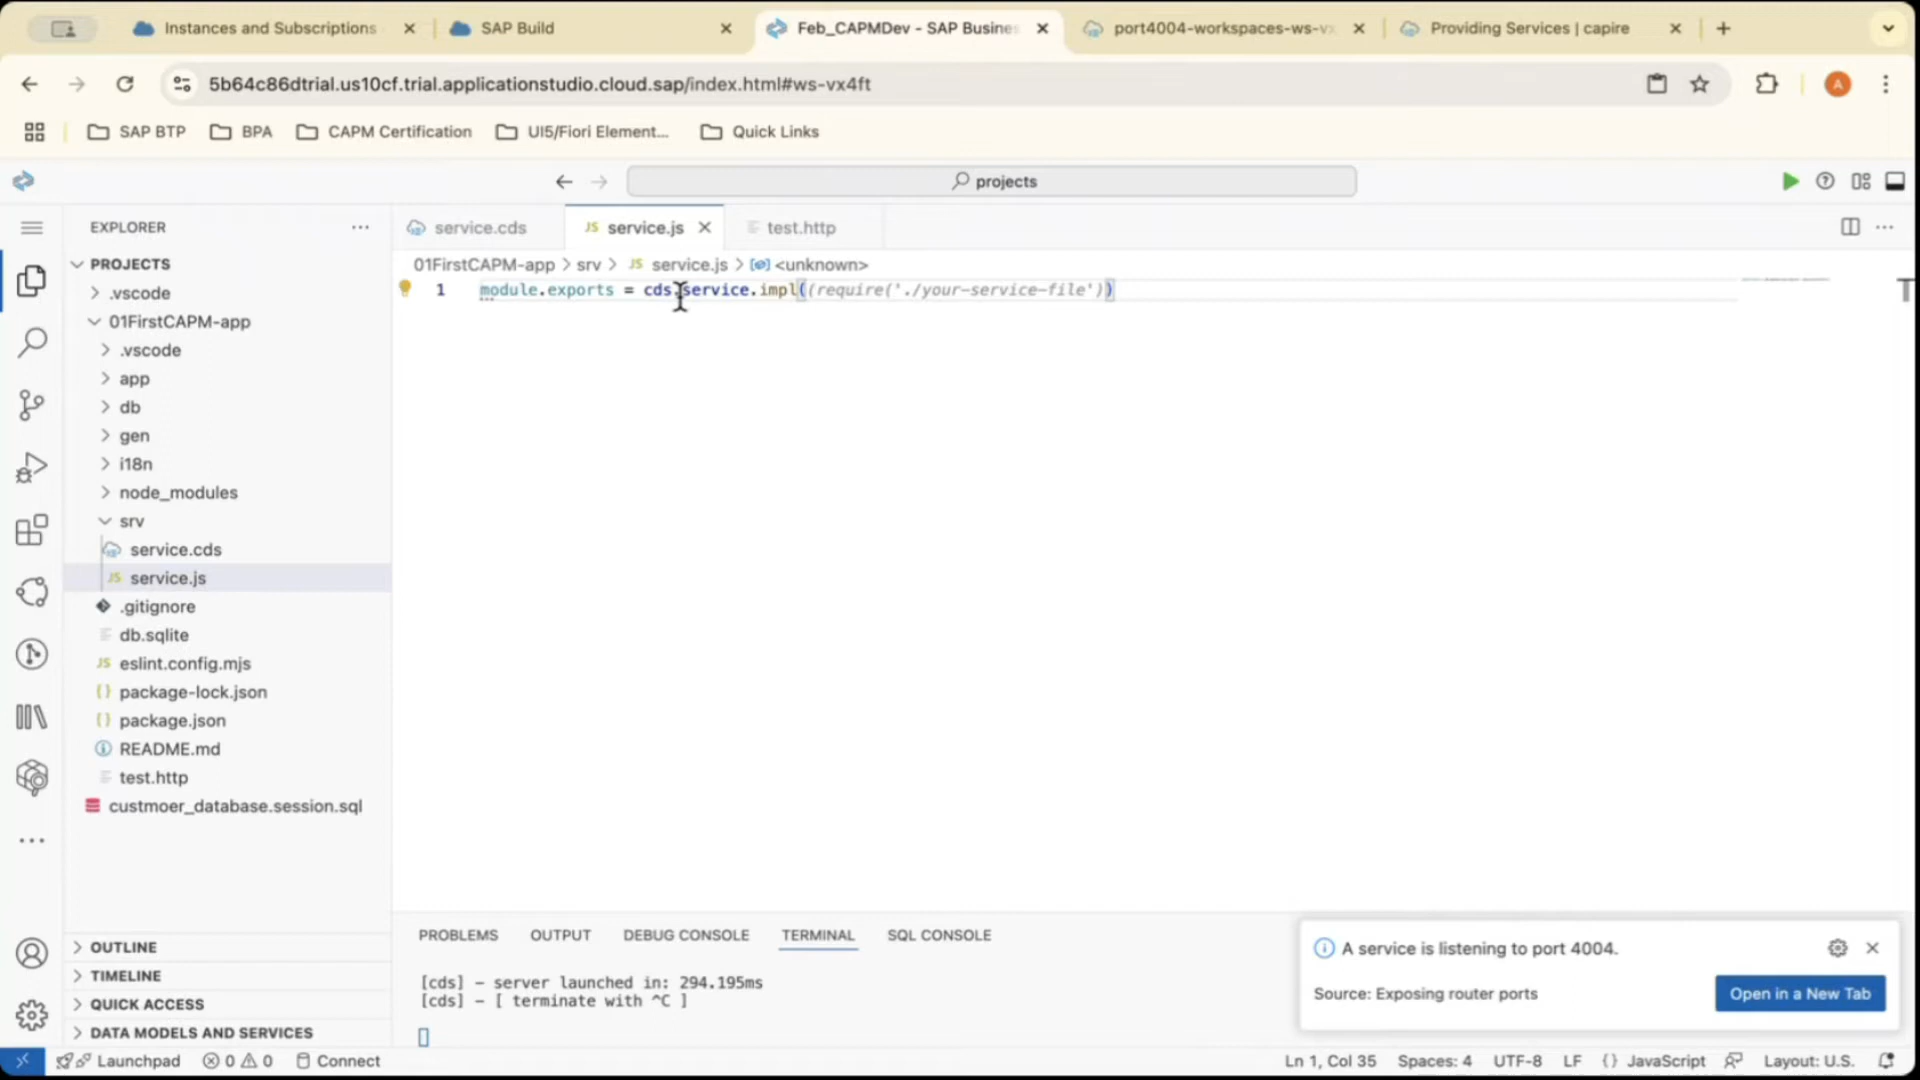 Instances and Subscriptions
SAP Build
Feb_CAPMDev - SAP Busine
port4004-workspaces-ws-vx
Providing Services | capire
5b64c86dtrial.us10cf.trial.applicationstudio.cloud.sap/index.html#ws-vx4ft
A
SAP BTP
BPA
CAPM Certification
UI5/Fiori Element...
Quick Links
projects
EXPLORER
service.cds
service.js
test.http
PROJECTS
01FirstCAPM-app > srv > JS service.js > <unknown>
1 module.exports = cds.service.impl((require('./your-service-file'))
.vscode
01FirstCAPM-app
.vscode
app
db
gen
i18n
node_modules
srv
service.cds
JS service.js
.gitignore
db.sqlite
JS eslint.config.mjs
{} package-lock.json
{} package.json
README.md
test.http
custmoer_database.session.sql
OUTLINE
TIMELINE
QUICK ACCESS
DATA MODELS AND SERVICES
PROBLEMS
OUTPUT
DEBUG CONSOLE
TERMINAL
SQL CONSOLE
[cds] - server launched in: 294.195ms
[cds] - [ terminate with ^C ]
A service is listening to port 4004.
Source: Exposing router ports
Open in a New Tab
Launchpad
0
0
Connect
Ln 1, Col 35
Spaces: 4
UTF-8
LF
{} JavaScript
Layout: U.S.